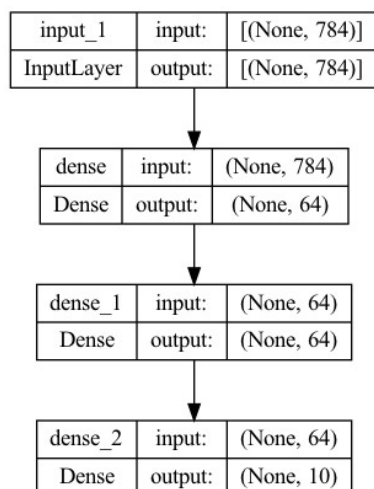 input_1 input: [(None, 784)]
InputLayer output: [(None, 784)]
dense input: (None, 784)
Dense output: (None, 64)
dense_1 input: (None, 64)
Dense output: (None, 64)
dense_2 input: (None, 64)
Dense output: (None, 10)